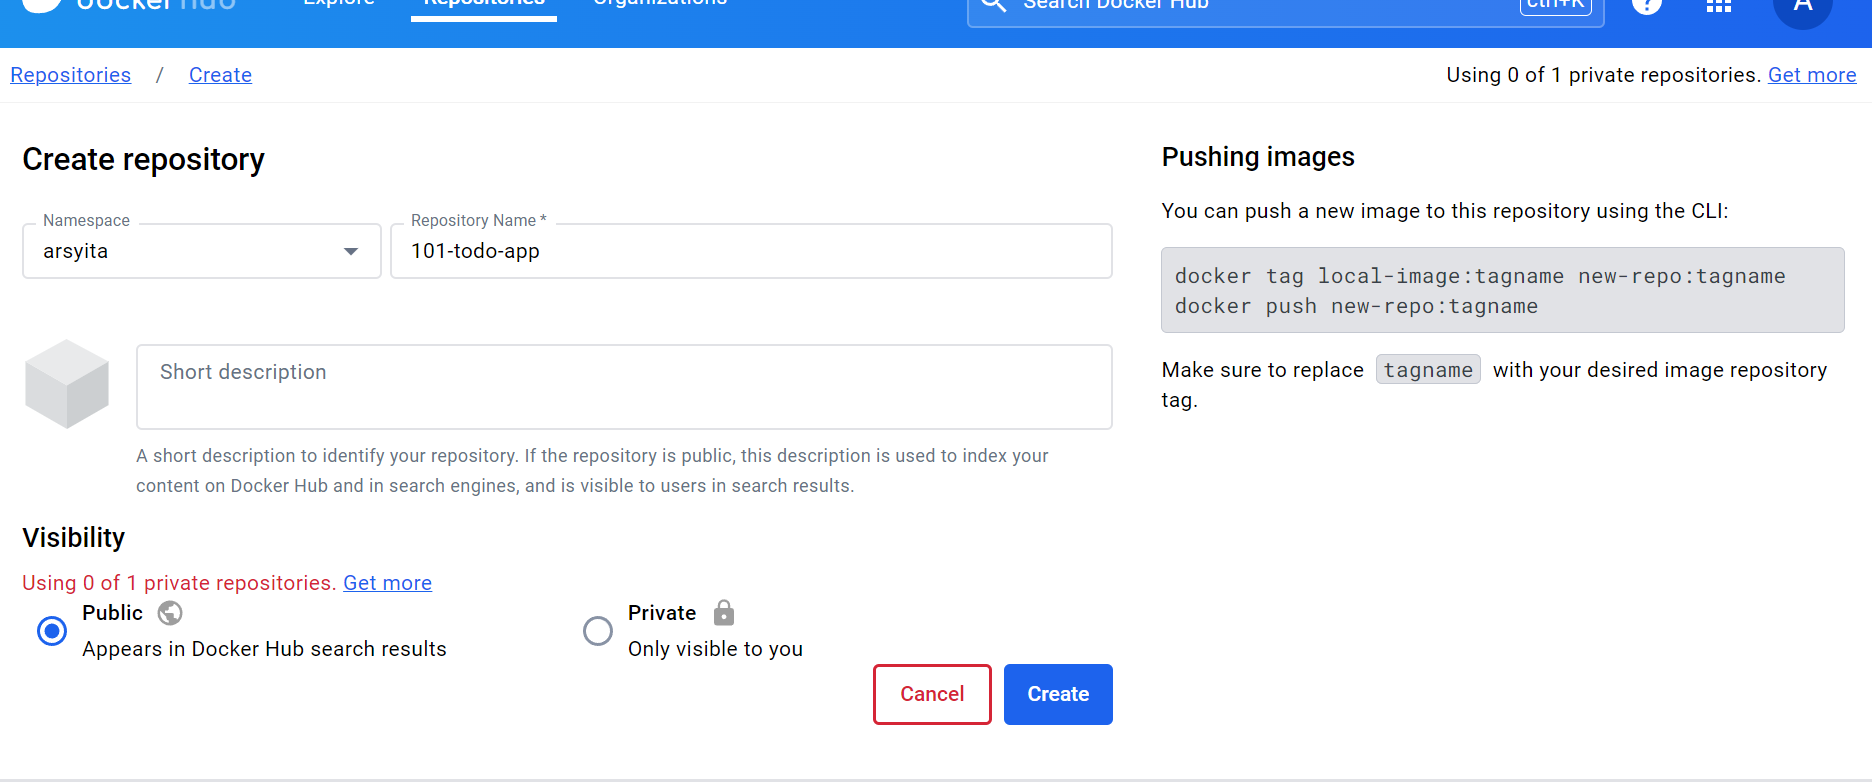 docker hub
Explore
Repositories
Organizations
Search Docker Hub
ctrl+K
?
A
Repositories / Create
Using 0 of 1 private repositories. Get more
Create repository
Namespace
arsyita
Repository Name *
101-todo-app
Short description
A short description to identify your repository. If the repository is public, this description is used to index your
content on Docker Hub and in search engines, and is visible to users in search results.
Visibility
Using 0 of 1 private repositories. Get more
Public
Appears in Docker Hub search results
Private
Only visible to you
Cancel
Create
Pushing images
You can push a new image to this repository using the CLI:
docker tag local-image:tagname new-repo:tagname
docker push new-repo:tagname
Make sure to replace tagname with your desired image repository
tag.